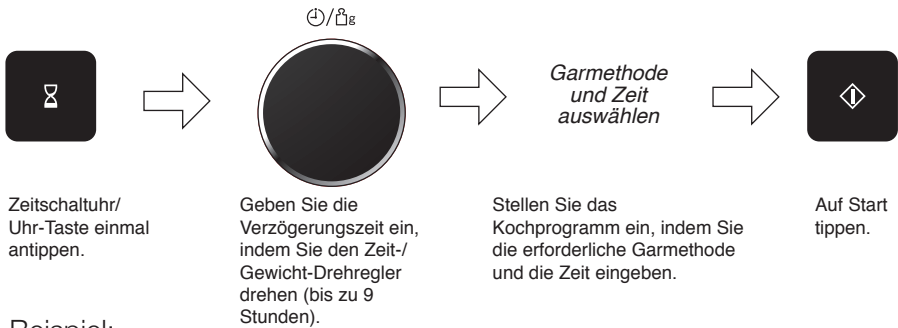 g
Garmethode
und Zeit
auswählen
Zeitschaltuhr/
Uhr-Taste einmal
antippen.
Geben Sie die
Verzögerungszeit ein,
indem Sie den Zeit-/
Gewicht-Drehregler
drehen (bis zu 9
Stunden).
Stellen Sie das
Kochprogramm ein, indem Sie
die erforderliche Garmethode
und die Zeit eingeben.
Auf Start
tippen.
Beispiel: